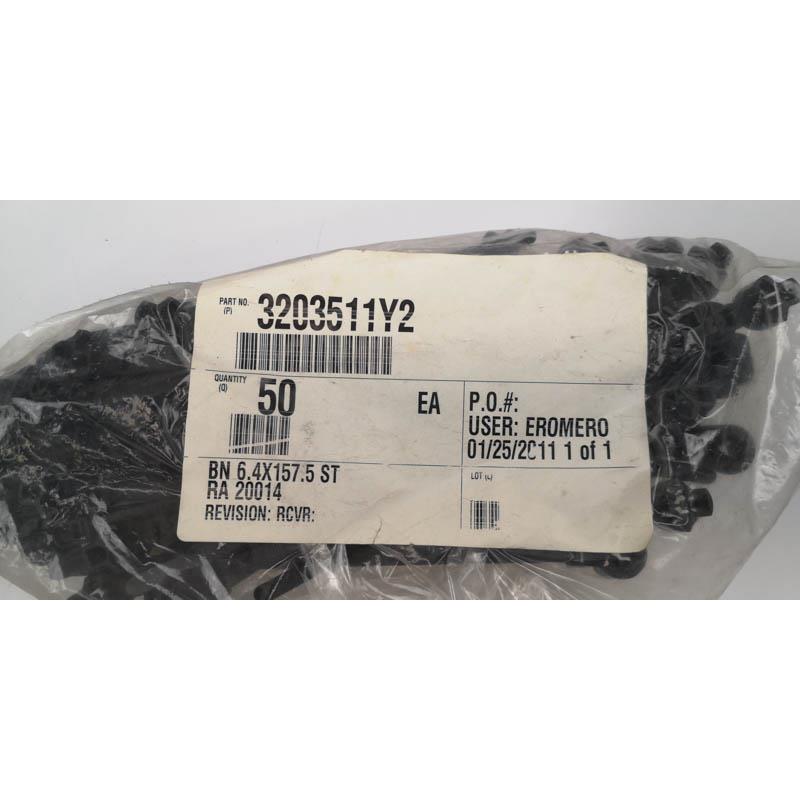 PART NO.
(P)
3203511Y2
QUANTITY
(Q)
50
EA
P.O.#:
USER: EROMERO
01/25/2011 1 of 1
BN 6.4X157.5 ST
RA 20014
REVISION: RCVR:
LOT (L)